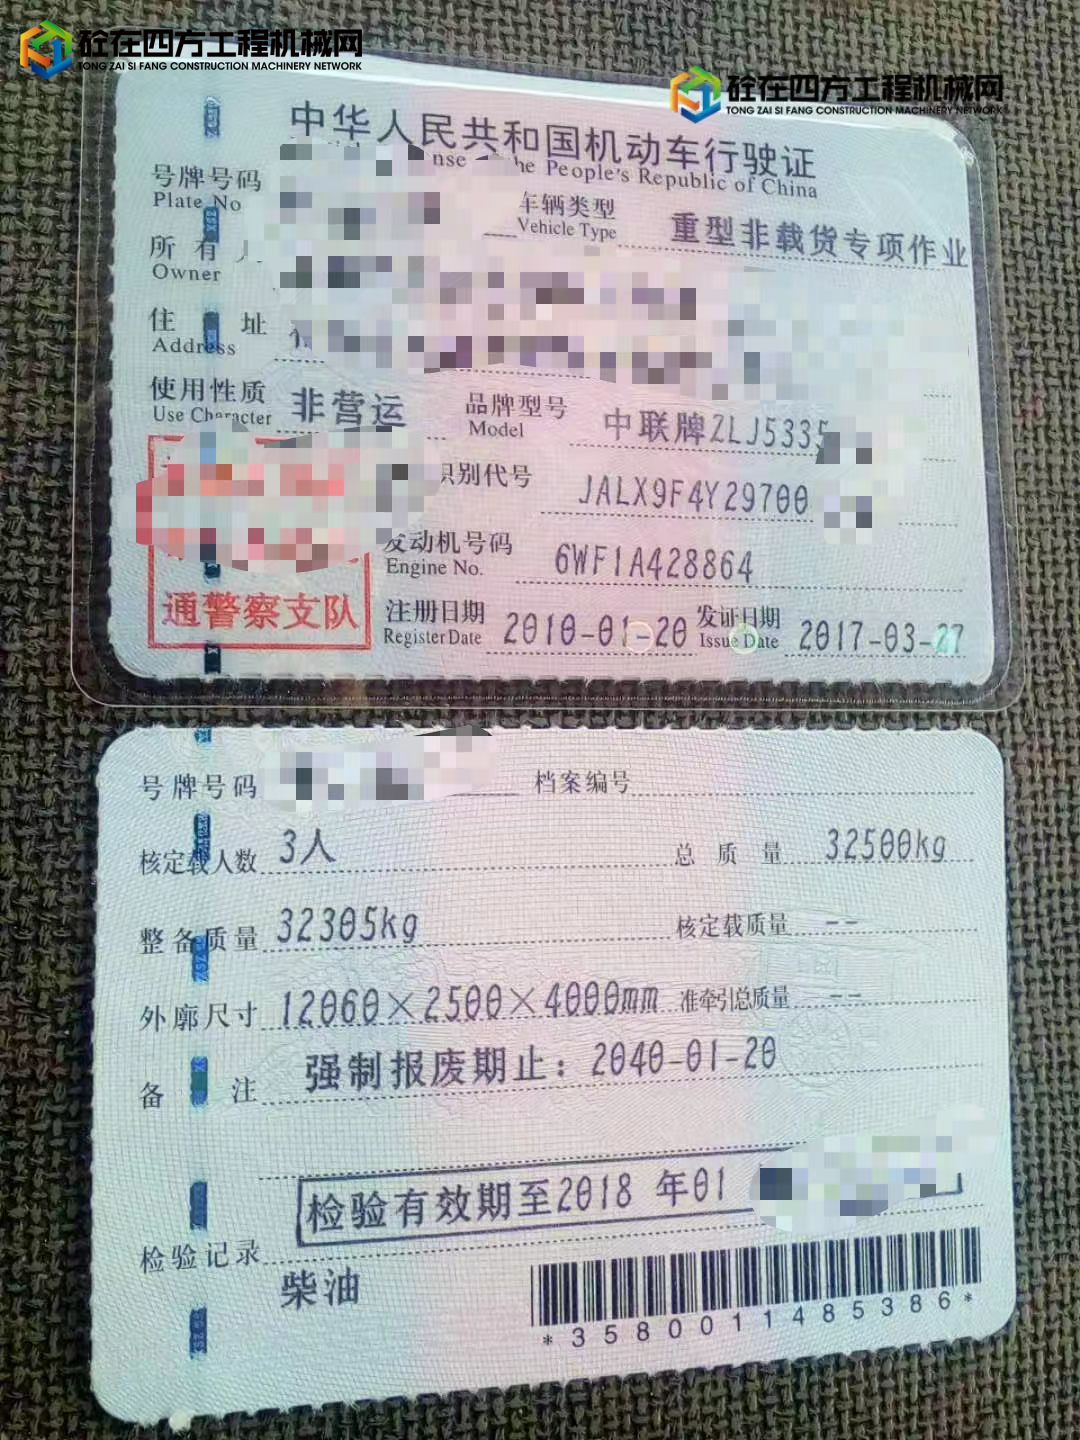 砼在四方工程机械网
TONG ZAI SI FANG CONSTRUCTION MACHINERY NETWORK
砼在四方工程机械网
TONG ZAI SI FANG CONSTRUCTION MACHINERY NETWORK
中华人民共和国机动车行驶证
the People's Republic of China
号牌号码
Plate No
车辆类型 重型非载货专项作业
Vehicle Type
所有
Owner
住址
Address
使用性质 非营运 品牌型号 中联牌ZLJ5335
Use Character Model
识别代号 JALX9F4Y29700
发动机号码 6WF1A428864
Engine No.
通警察支队
注册日期 2010-01-20 发证日期 2017-03-27
Register Date Issue Date
号牌号码 档案编号
核定载人数 3人 总质量 32500kg
整备质量 32305kg 核定载质量 --
外廓尺寸 12060×2500×4000mm 准牵引总质量 --
备注 强制报废期止：2040-01-20
检验有效期至2018 年01
检验记录
柴油
*3580011485386*